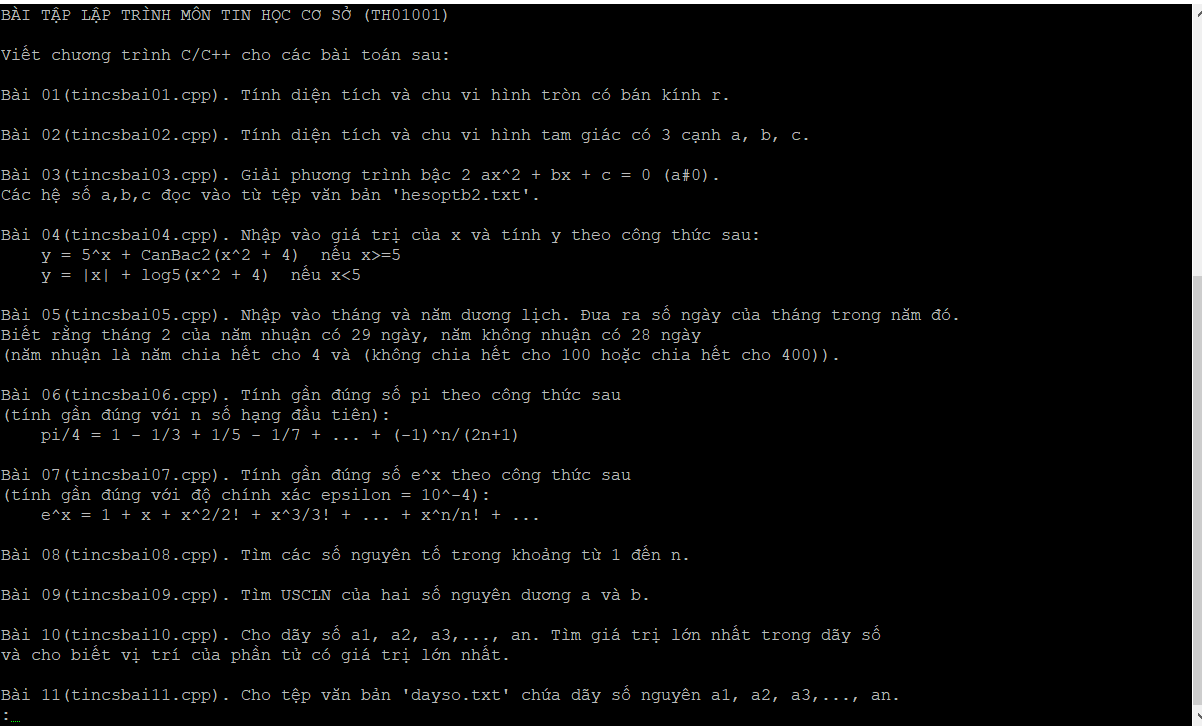 BÀI TẬP LẬP TRÌNH MÔN TIN HỌC CƠ SỞ (TH01001)
Viết chương trình C/C++ cho các bài toán sau:
Bài 01(tincsbai01.cpp). Tính diện tích và chu vi hình tròn có bán kính r.
Bài 02(tincsbai02.cpp). Tính diện tích và chu vi hình tam giác có 3 cạnh a, b, c.
Bài 03(tincsbai03.cpp). Giải phương trình bậc 2 ax^2 + bx + c = 0 (a#0).
Các hệ số a,b,c đọc vào từ tệp văn bản 'hesoptb2.txt'.
Bài 04(tincsbai04.cpp). Nhập vào giá trị của x và tính y theo công thức sau:
y = 5^x + CanBac2(x^2 + 4)  nếu x>=5
y = |x| + log5(x^2 + 4)  nếu x<5
Bài 05(tincsbai05.cpp). Nhập vào tháng và năm dương lịch. Đưa ra số ngày của tháng trong năm đó.
Biết rằng tháng 2 của năm nhuận có 29 ngày, năm không nhuận có 28 ngày
(năm nhuận là năm chia hết cho 4 và (không chia hết cho 100 hoặc chia hết cho 400)).
Bài 06(tincsbai06.cpp). Tính gần đúng số pi theo công thức sau
(tính gần đúng với n số hạng đầu tiên):
pi/4 = 1 - 1/3 + 1/5 - 1/7 + ... + (-1)^n/(2n+1)
Bài 07(tincsbai07.cpp). Tính gần đúng số e^x theo công thức sau
(tính gần đúng với độ chính xác epsilon = 10^-4):
e^x = 1 + x + x^2/2! + x^3/3! + ... + x^n/n! + ...
Bài 08(tincsbai08.cpp). Tìm các số nguyên tố trong khoảng từ 1 đến n.
Bài 09(tincsbai09.cpp). Tìm USCLN của hai số nguyên dương a và b.
Bài 10(tincsbai10.cpp). Cho dãy số a1, a2, a3,..., an. Tìm giá trị lớn nhất trong dãy số
và cho biết vị trí của phần tử có giá trị lớn nhất.
Bài 11(tincsbai11.cpp). Cho tệp văn bản 'dayso.txt' chứa dãy số nguyên a1, a2, a3,..., an.
: